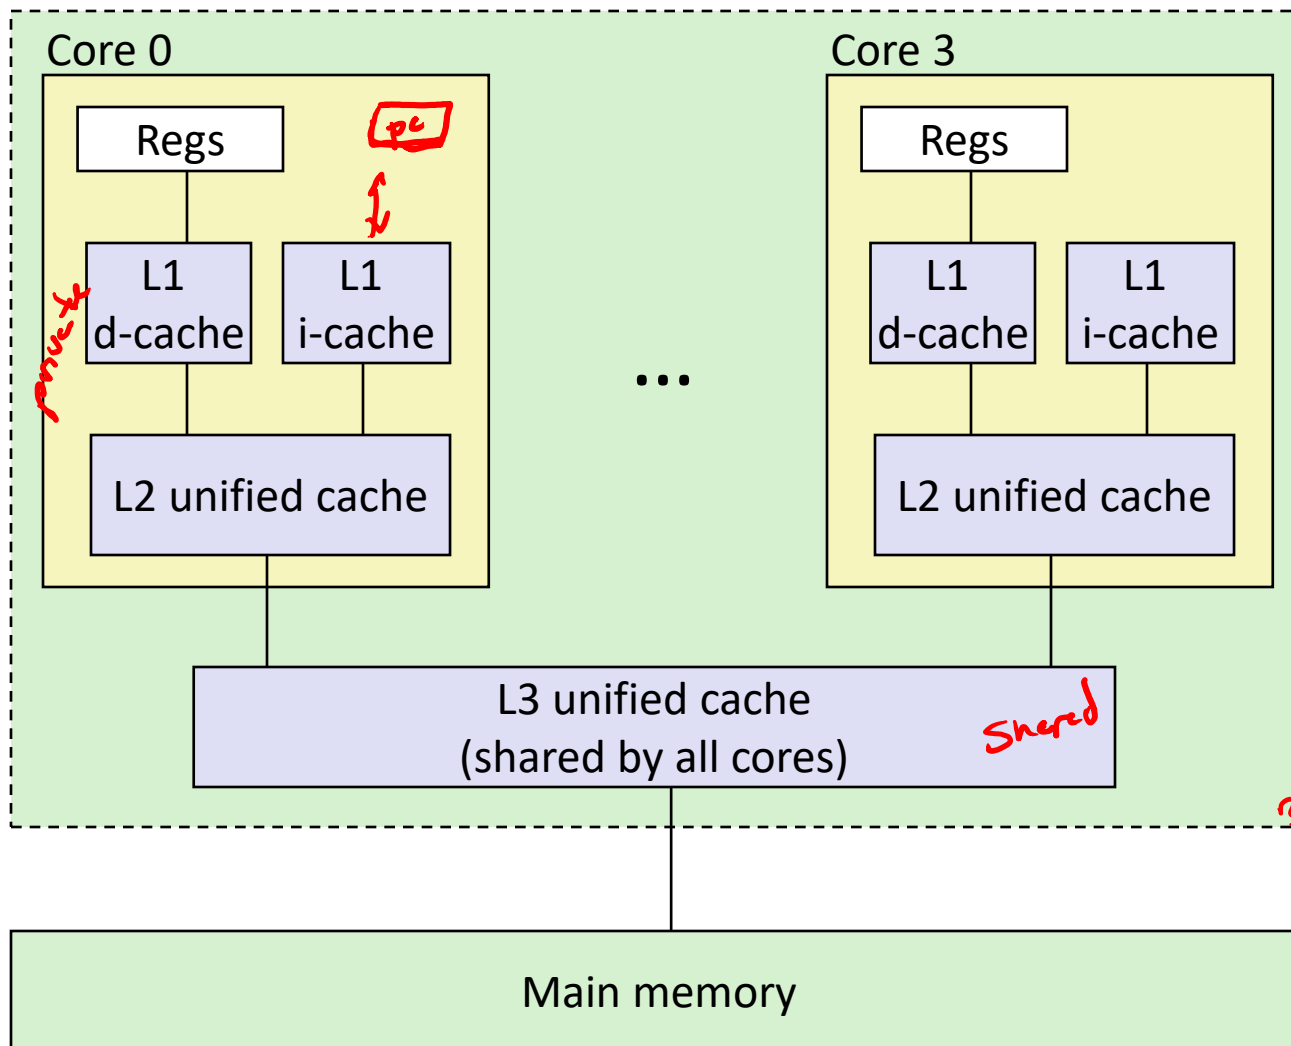 Core 0
Core 3
Regs
pc
Regs
L1
d-cache
L1
i-cache
L1
d-cache
L1
i-cache
private
...
L2 unified cache
L2 unified cache
L3 unified cache
(shared by all cores)
Shared
Main memory